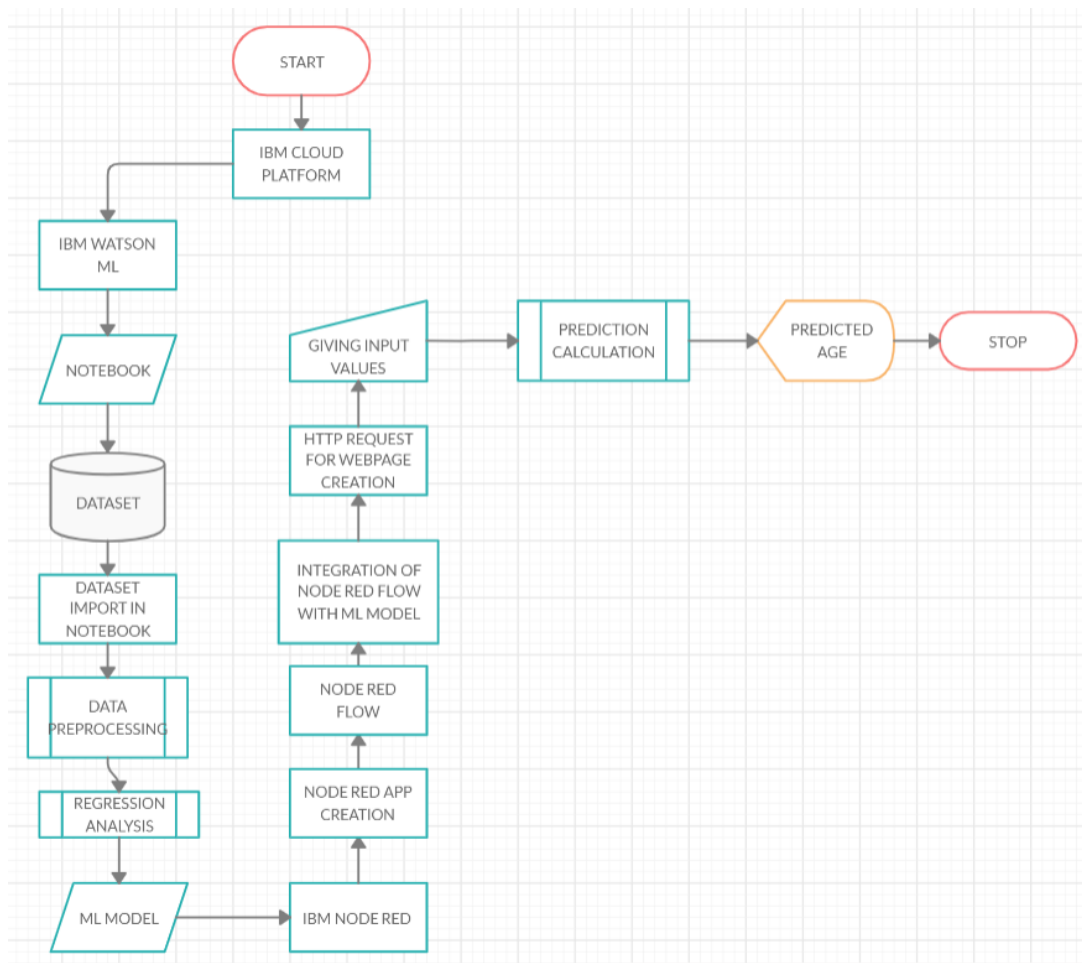 START
IBM CLOUD
PLATFORM
IBM WATSON
ML
NOTEBOOK
DATASET
DATASET
IMPORT IN
NOTEBOOK
DATA
PREPROCESSING
REGRESSION
ANALYSIS
ML MODEL
IBM NODE RED
NODE RED APP
CREATION
NODE RED
FLOW
INTEGRATION OF
NODE RED FLOW
WITH ML MODEL
HTTP REQUEST
FOR WEBPAGE
CREATION
GIVING INPUT
VALUES
PREDICTION
CALCULATION
PREDICTED
AGE
STOP